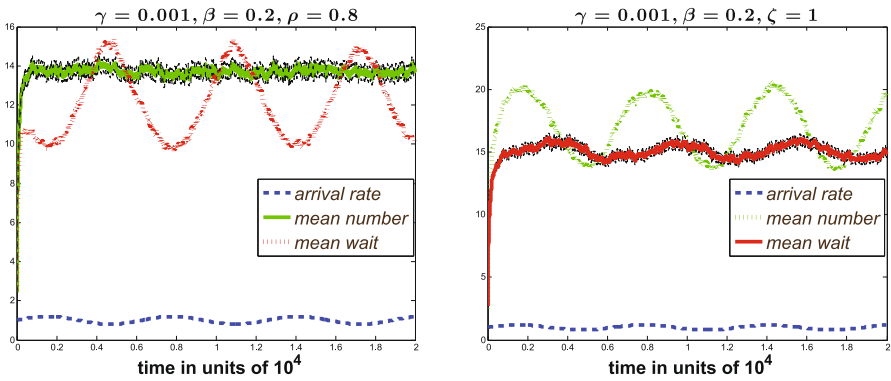 γ = 0.001, β = 0.2, ρ = 0.8
16
14
12
10
8
6
4
2
0
0 0.2 0.4 0.6 0.8 1 1.2 1.4 1.6 1.8 2
time in units of 10^4
arrival rate
mean number
mean wait
γ = 0.001, β = 0.2, ζ = 1
25
20
15
10
5
0
0 0.2 0.4 0.6 0.8 1 1.2 1.4 1.6 1.8 2
time in units of 10^4
arrival rate
mean number
mean wait